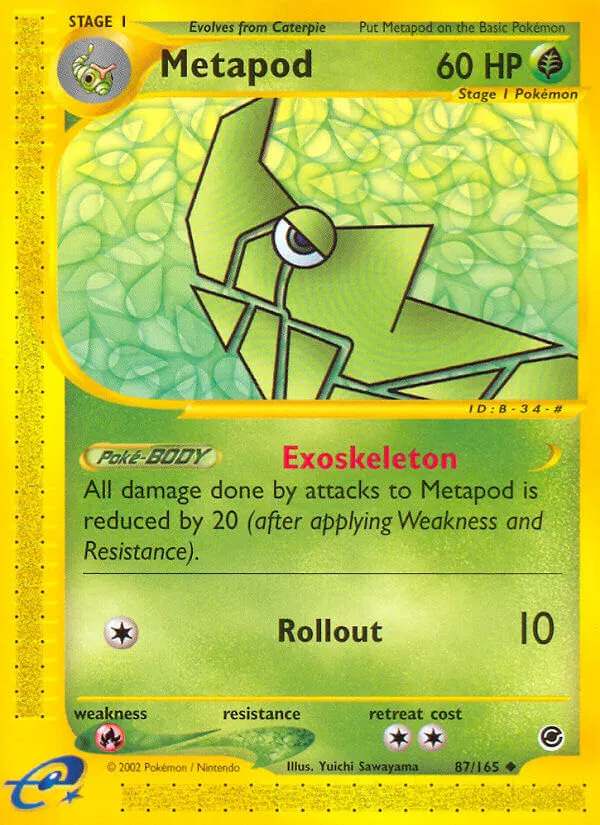 STAGE 1
Evolves from Caterpie
Put Metapod on the Basic Pokémon
Metapod
60 HP
Stage 1 Pokémon
ID:B-34-#
Poké-BODY
Exoskeleton
All damage done by attacks to Metapod is
reduced by 20 (after applying Weakness and
Resistance).
Rollout 10
weakness
resistance
retreat cost
© 2002 Pokémon / Nintendo
Illus. Yuichi Sawayama
87/165